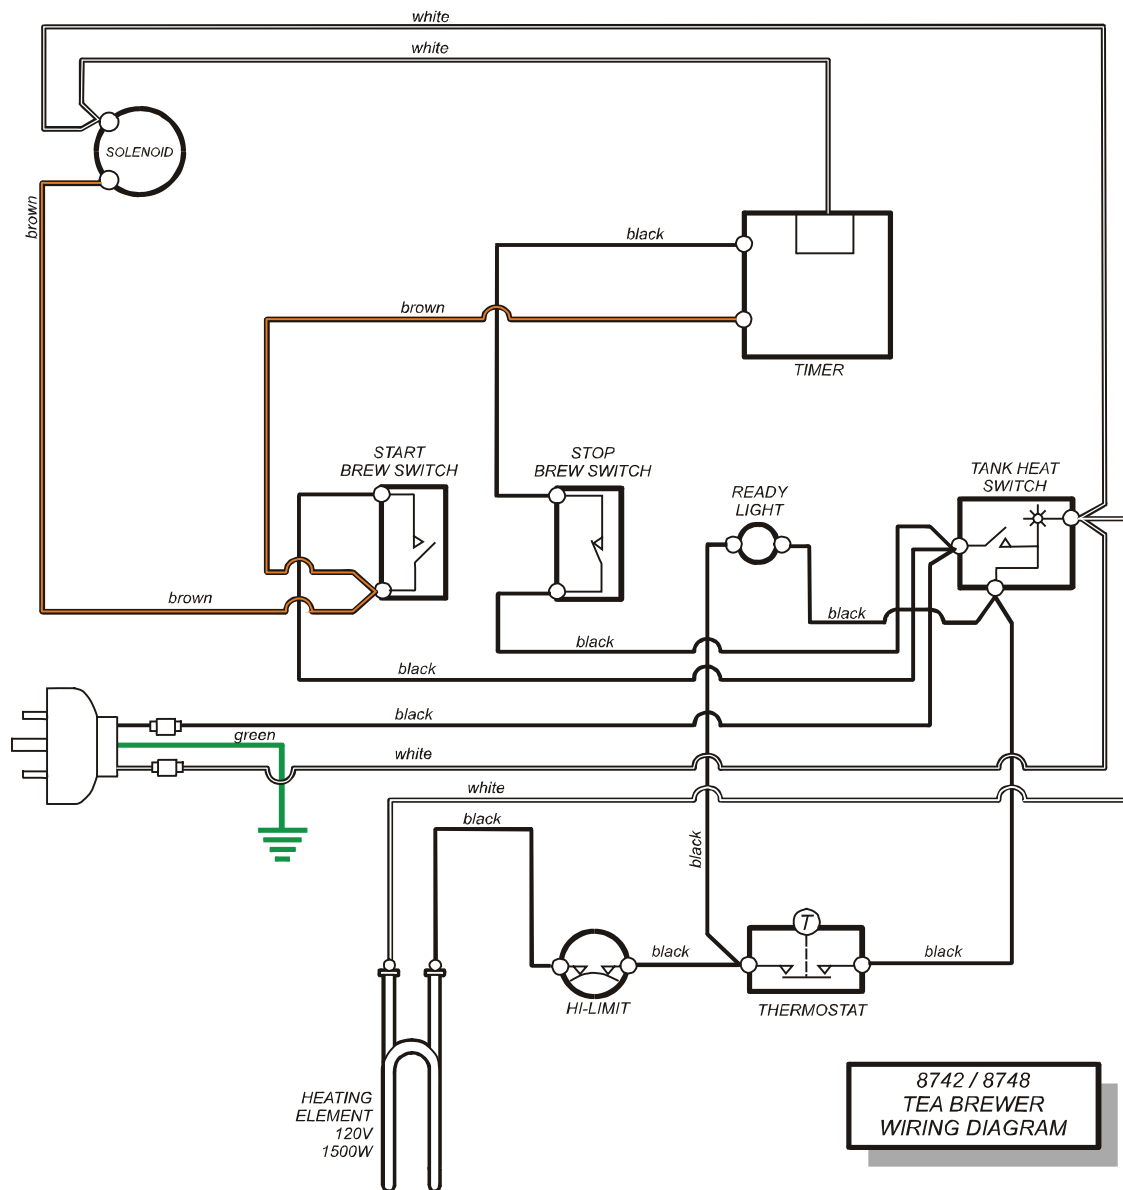 white
white
SOLENOID
brown
black
brown
TIMER
START
BREW SWITCH
STOP
BREW SWITCH
READY
LIGHT
TANK HEAT
SWITCH
brown
black
black
black
black
green
white
white
black
black
T
black
black
HI-LIMIT
THERMOSTAT
HEATING
ELEMENT
120V
1500W
8742 / 8748
TEA BREWER
WIRING DIAGRAM